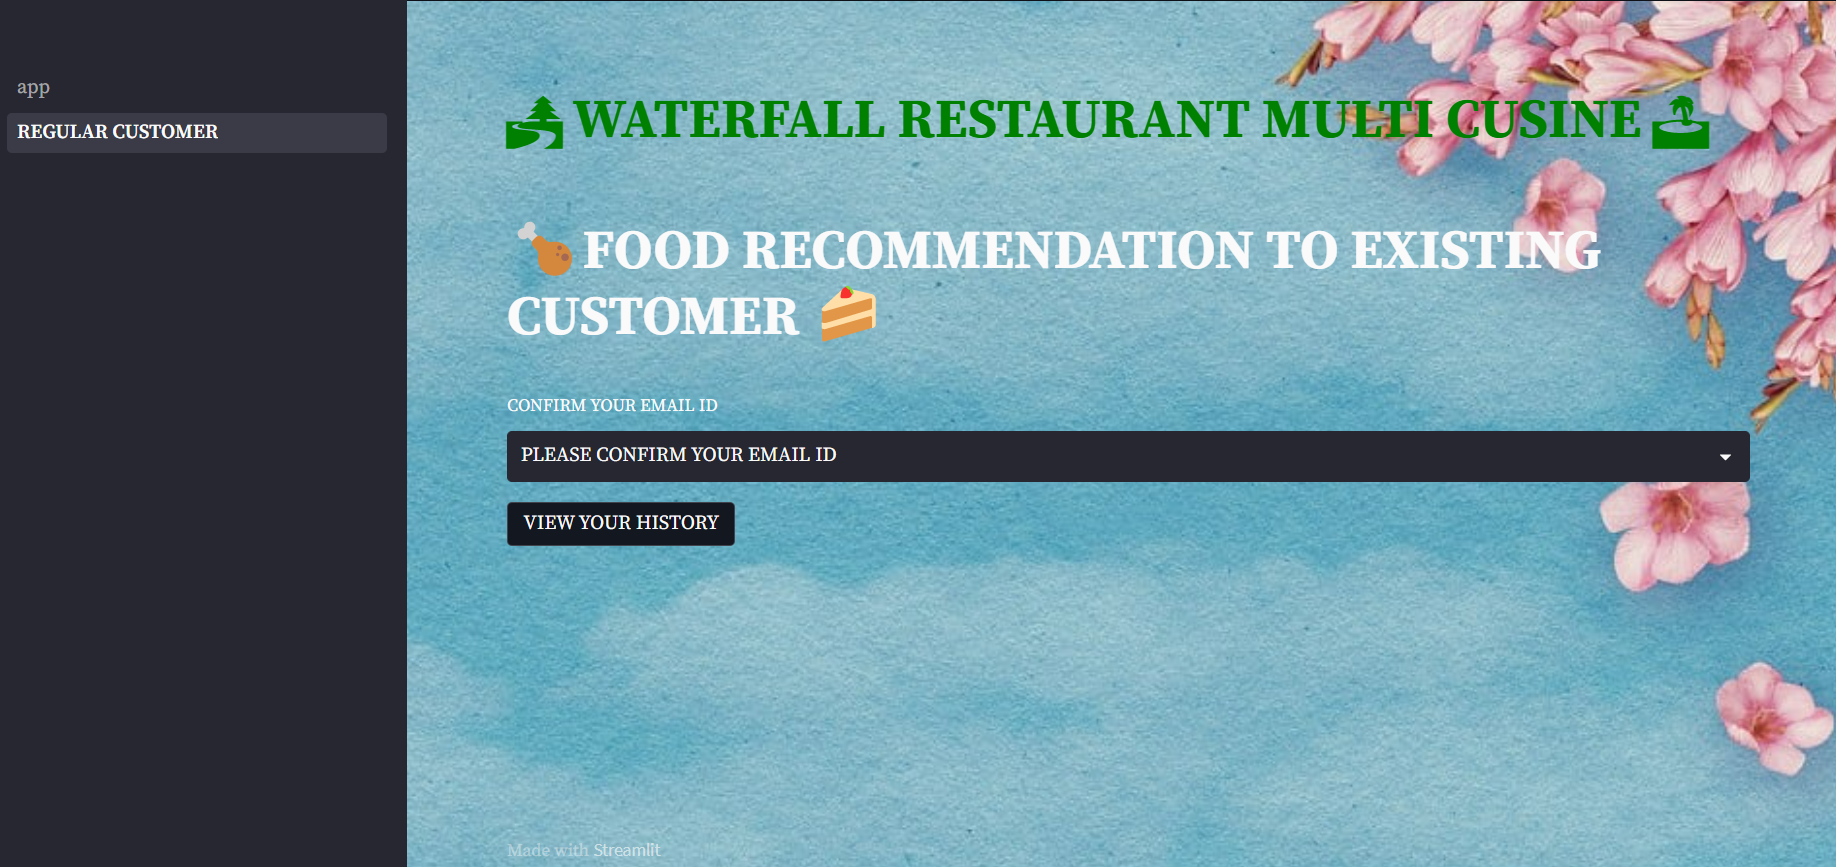 app
REGULAR CUSTOMER
WATERFALL RESTAURANT MULTI CUSINE
FOOD RECOMMENDATION TO EXISTING
CUSTOMER
CONFIRM YOUR EMAIL ID
PLEASE CONFIRM YOUR EMAIL ID
VIEW YOUR HISTORY
Made with Streamlit